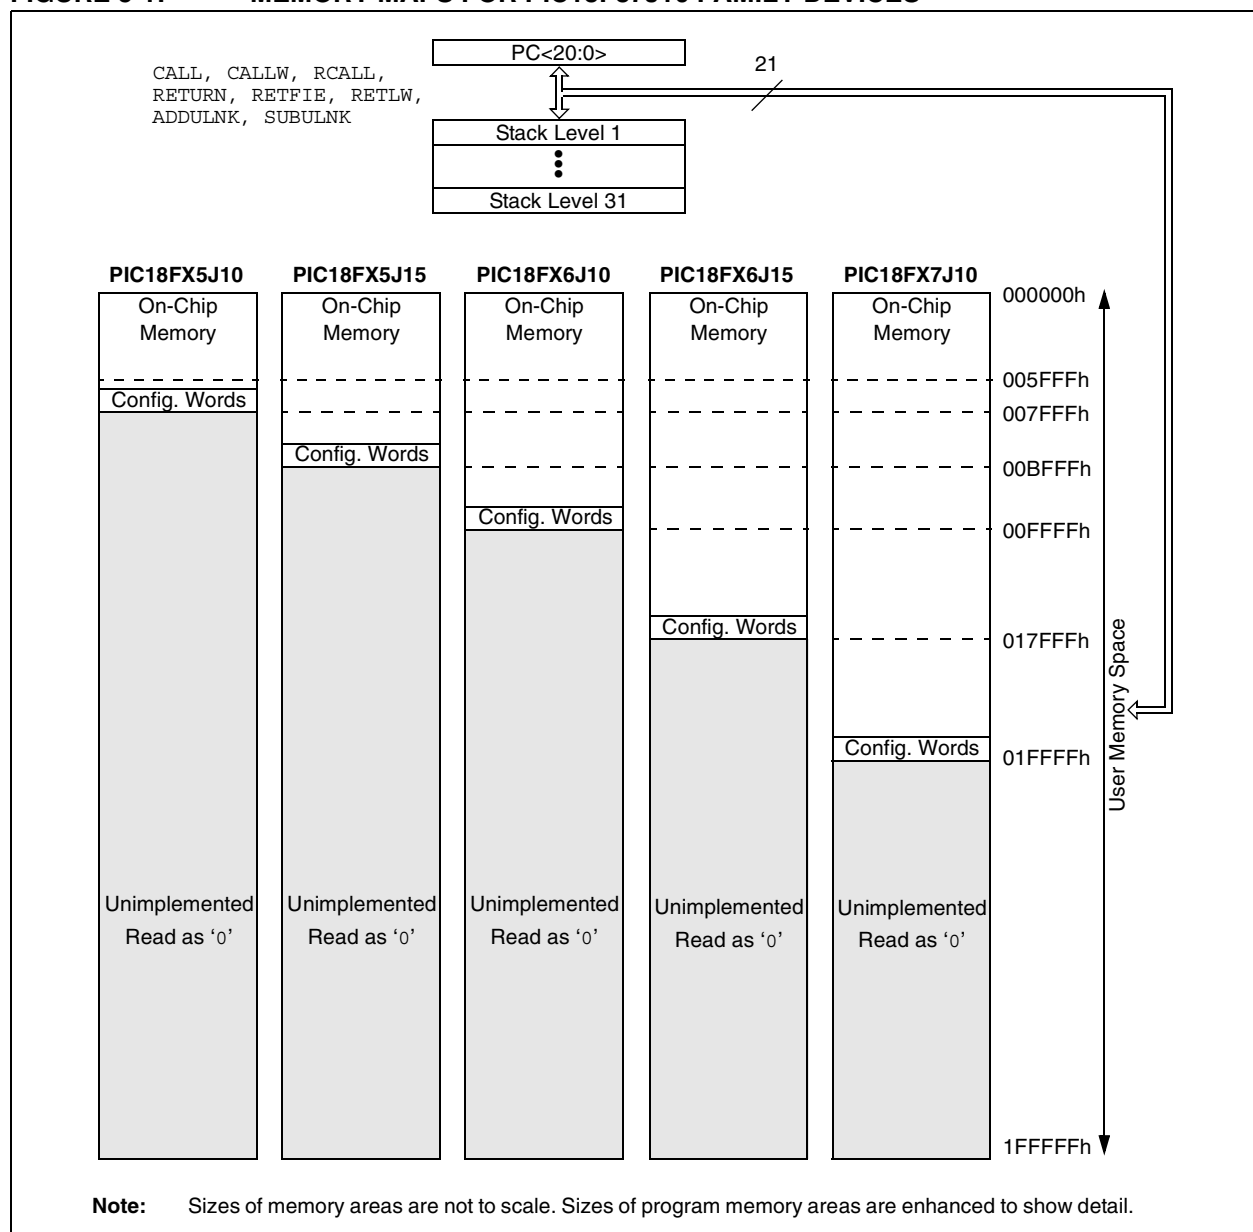 PC<20:0>
21
CALL, CALLW, RCALL,
RETURN, RETFIE, RETLW,
ADDULNK, SUBULNK
Stack Level 1
Stack Level 31
PIC18FX5J10 PIC18FX5J15 PIC18FX6J10 PIC18FX6J15 PIC18FX7J10
000000h
On-Chip On-Chip On-Chip On-Chip On-Chip
Memory Memory Memory Memory Memory
005FFFh
Config. Words
007FFFh
Config. Words
00BFFFh
Config. Words
00FFFFh
Config. Words
017FFFh
User Memory Space
Config. Words
01FFFFh
Unimplemented Unimplemented Unimplemented Unimplemented Unimplemented
Read as ‘0’ Read as ‘0’ Read as ‘0’ Read as ‘0’ Read as ‘0’
1FFFFFh
Note: Sizes of memory areas are not to scale. Sizes of program memory areas are enhanced to show detail.